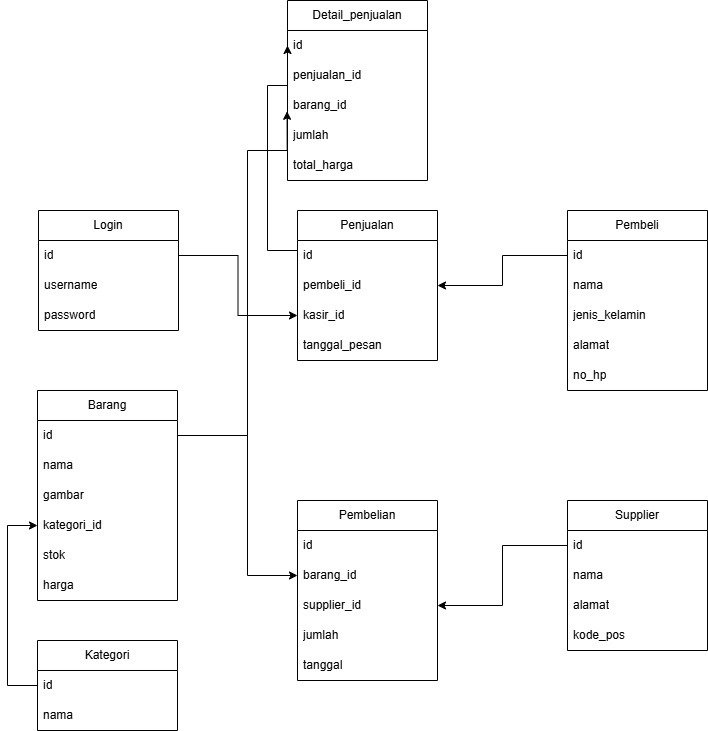 Detail_penjualan
id
penjualan_id
barang_id
jumlah
total_harga
Login
id
username
password
Penjualan
id
pembeli_id
kasir_id
tanggal_pesan
Pembeli
id
nama
jenis_kelamin
alamat
no_hp
Barang
id
nama
gambar
kategori_id
stok
harga
Pembelian
id
barang_id
supplier_id
jumlah
tanggal
Supplier
id
nama
alamat
kode_pos
Kategori
id
nama